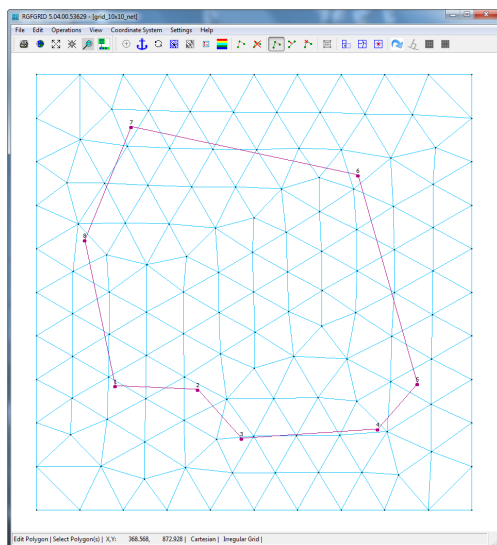 RGFGRID 5.04.00.53629 - [grid_10x10_net]
File Edit Operations View Coordinate System Settings Help
7
6
8
1
2
5
4
3
Edit Polygon | Select Polygon(s) | X,Y: 368.568, 872.928 | Cartesian | Irregular Grid |